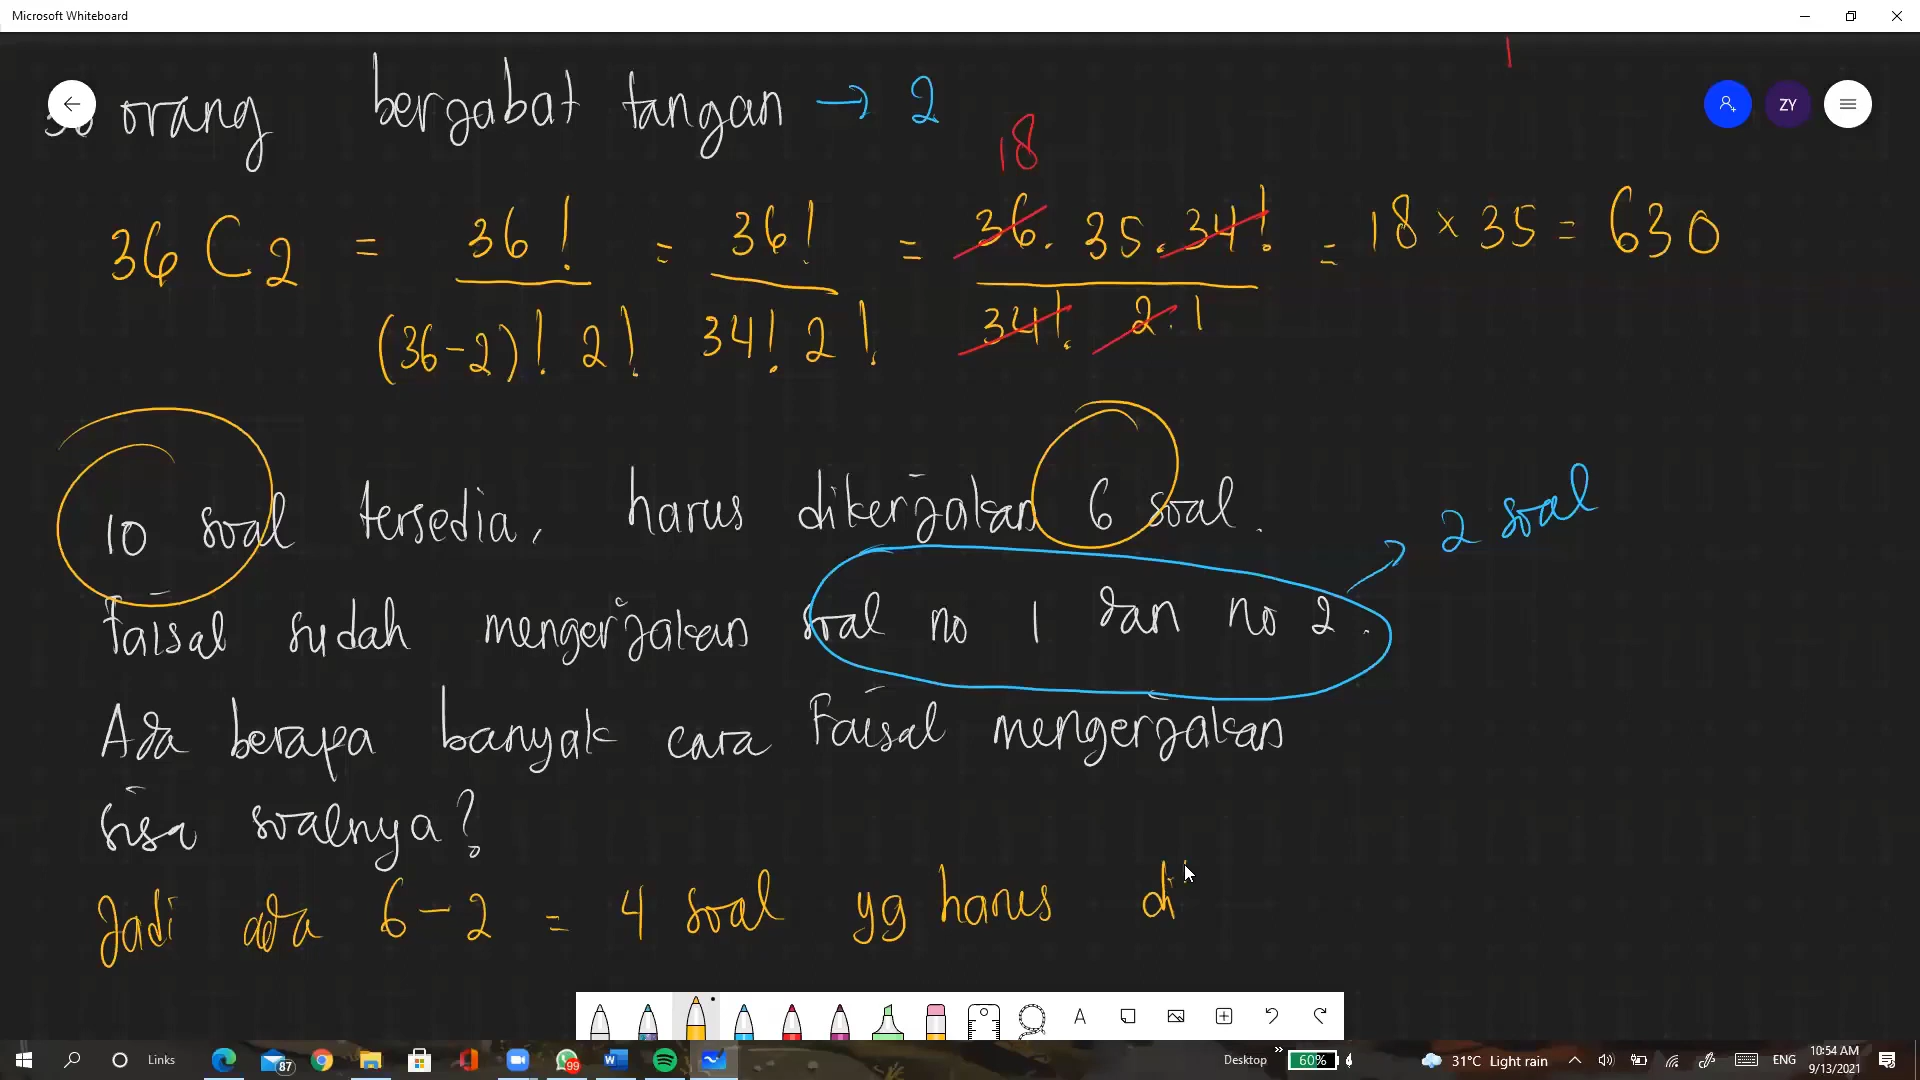 Microsoft Whiteboard
orang berjabat tangan → 2
ZY
18
36 C 2 = 36! = 36! = 36. 35. 34! = 18 × 35 = 630
(36-2)! 2! 34! 2! 34! 2.1
10 soal tersedia, harus dikerjakan 6 soal. 2 soal
Faisal sudah mengerjakan soal no 1 dan no 2.
Ada berapa banyak cara Faisal mengerjakan
sisa soalnya?
Jadi ada 6-2 = 4 soal yg harus di
A
Links
87
99
Desktop
60%
31°C Light rain
ENG
10:54 AM
9/13/2021